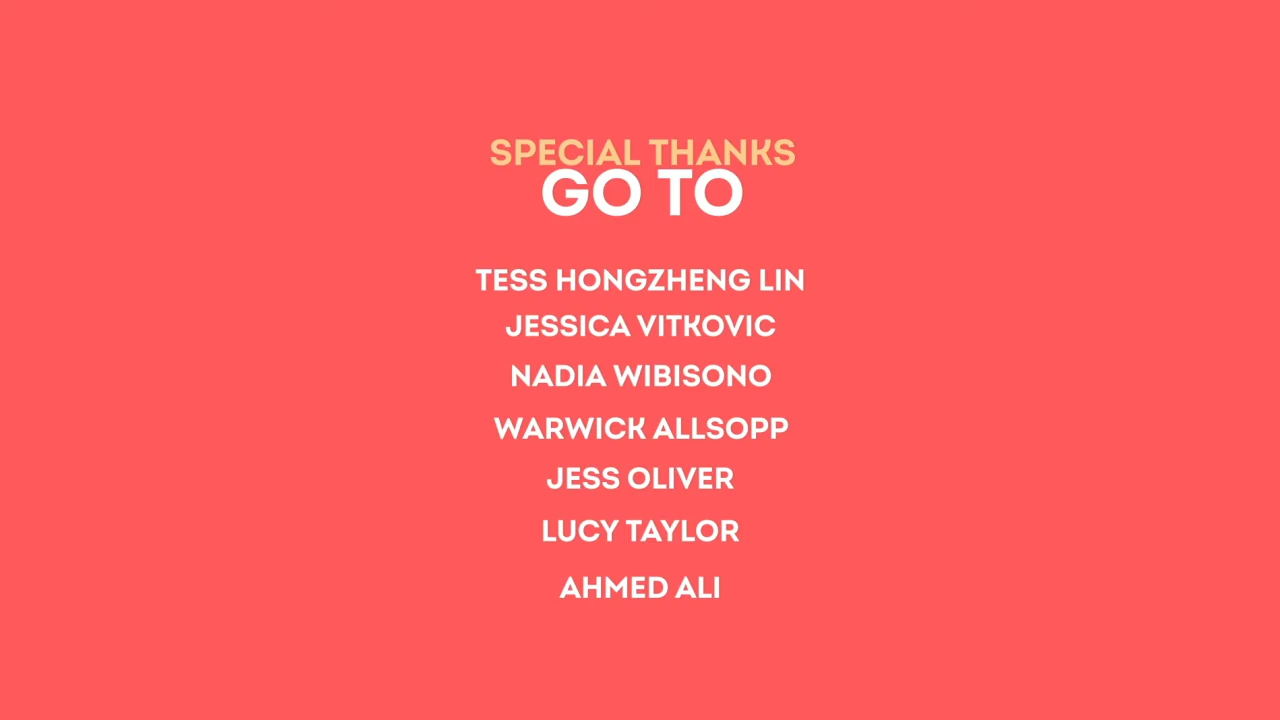 SPECIAL THANKS
GO TO
TESS HONGZHENG LIN
JESSICA VITKOVIC
NADIA WIBISONO
WARWICK ALLSOPP
JESS OLIVER
LUCY TAYLOR
AHMED ALI